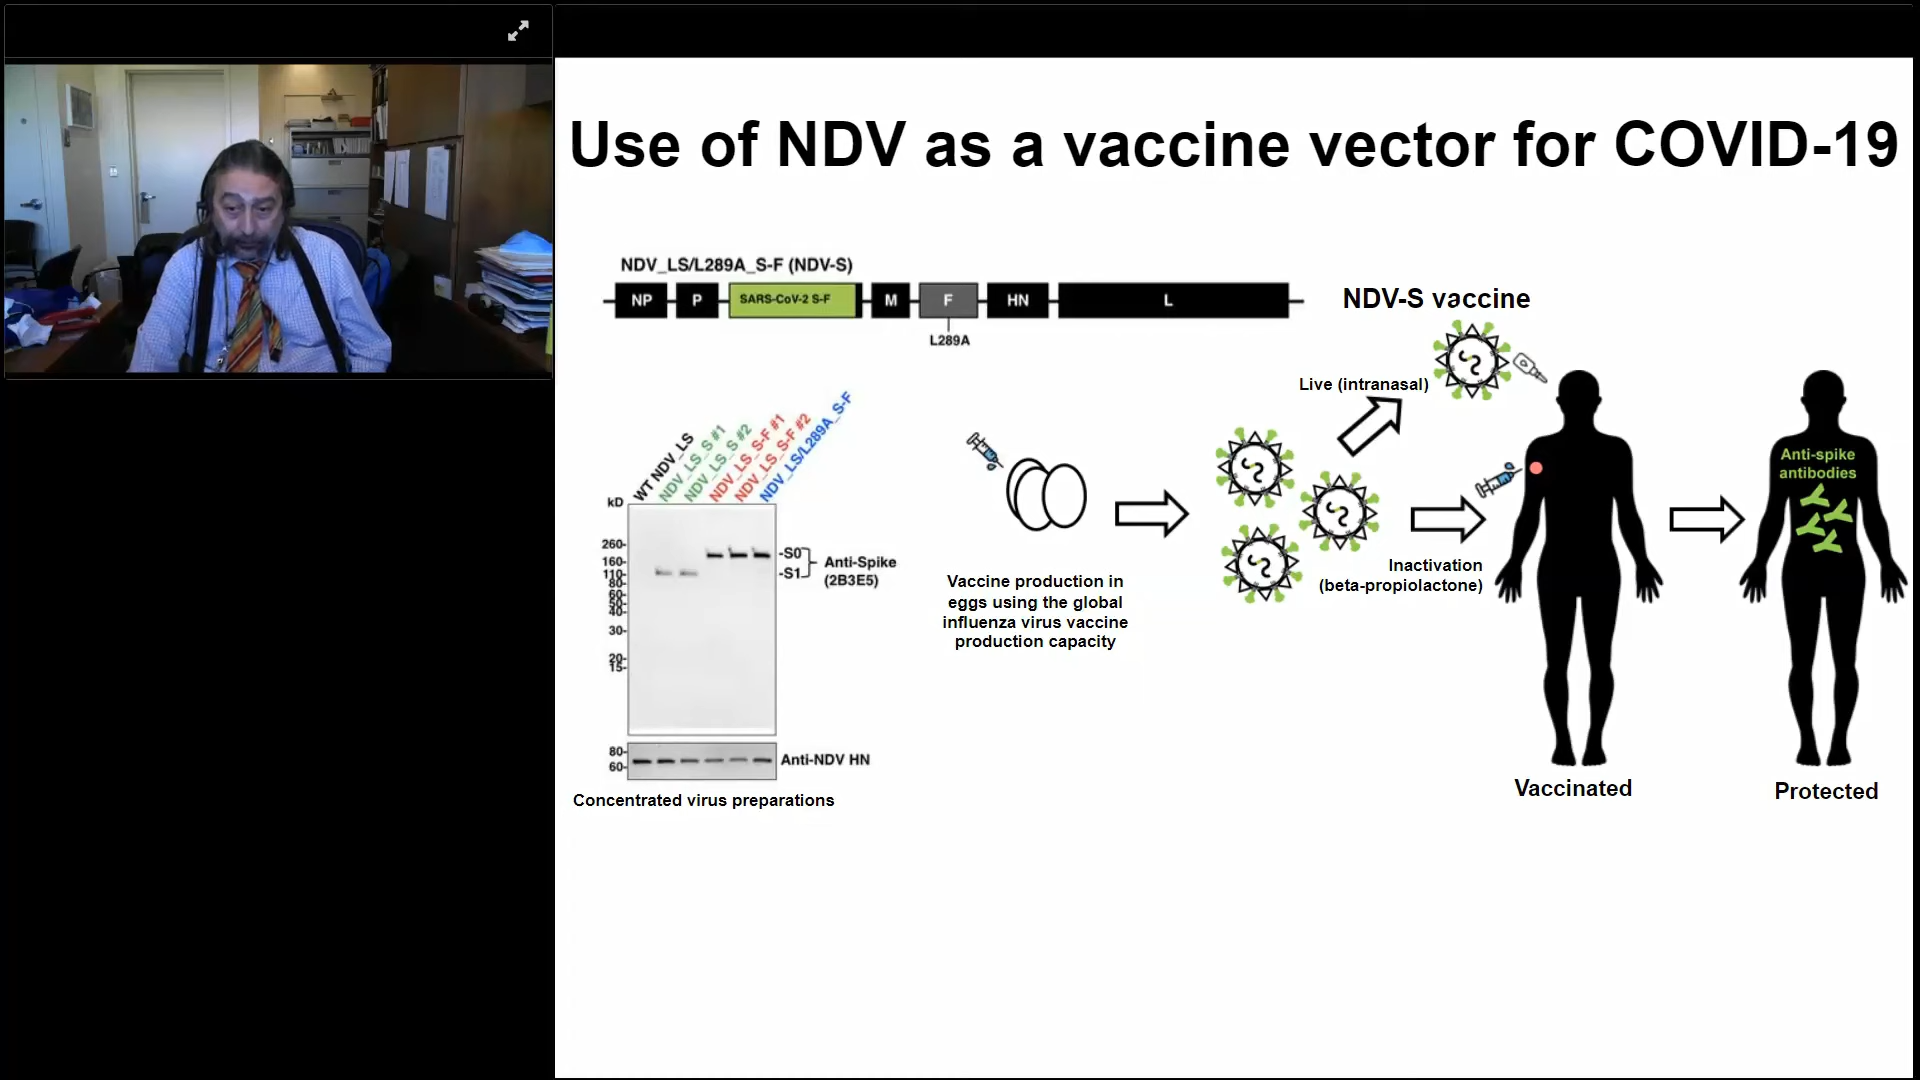 Use of NDV as a vaccine vector for COVID-19
NDV_LS/L289A_S-F (NDV-S)
NP
P
SARS-CoV-2 S-F
M
F
HN
L
L289A
NDV-S vaccine
Live (intranasal)
WT NDV_LS
NDV_LS_S #1
NDV_LS_S #2
NDV_LS_S-F #1
NDV_LS_S-F #2
NDV_LS/L289A_S-F
kD
260-
160-
110-
80-
60-
50-
40-
30-
20-
15-
-S0
-S1
Anti-Spike
(2B3E5)
80-
60-
Anti-NDV HN
Concentrated virus preparations
Vaccine production in
eggs using the global
influenza virus vaccine
production capacity
Inactivation
(beta-propiolactone)
Anti-spike
antibodies
Vaccinated
Protected